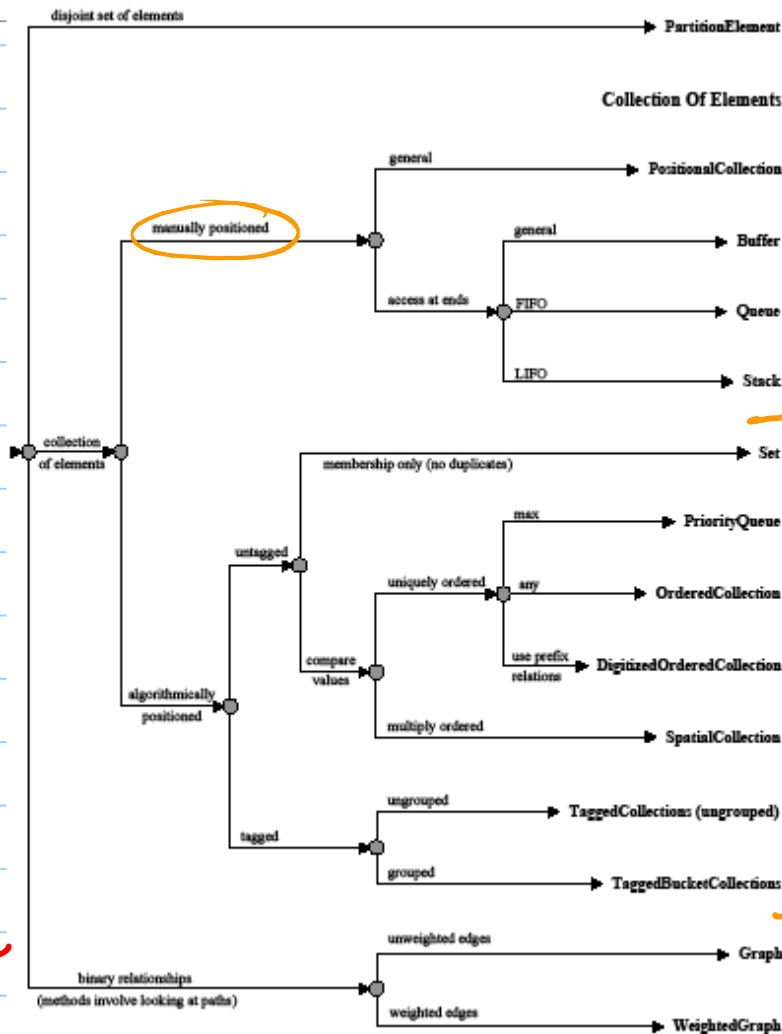 disjoint set of elements
PartitionElement
Collection Of Elements
general
PositionalCollection
manually positioned
general
Buffer
access at ends
FIFO
Queue
LIFO
Stack
collection
of elements
membership only (no duplicates)
Set
max
PriorityQueue
untagged
uniquely ordered
any
OrderedCollection
compare
values
use prefix
relations
DigitizedOrderedCollection
algorithmically
positioned
multiply ordered
SpatialCollection
ungrouped
TaggedCollections (ungrouped)
tagged
grouped
TaggedBucketCollections
unweighted edges
Graph
binary relationships
(methods involve looking at paths)
weighted edges
WeightedGraph